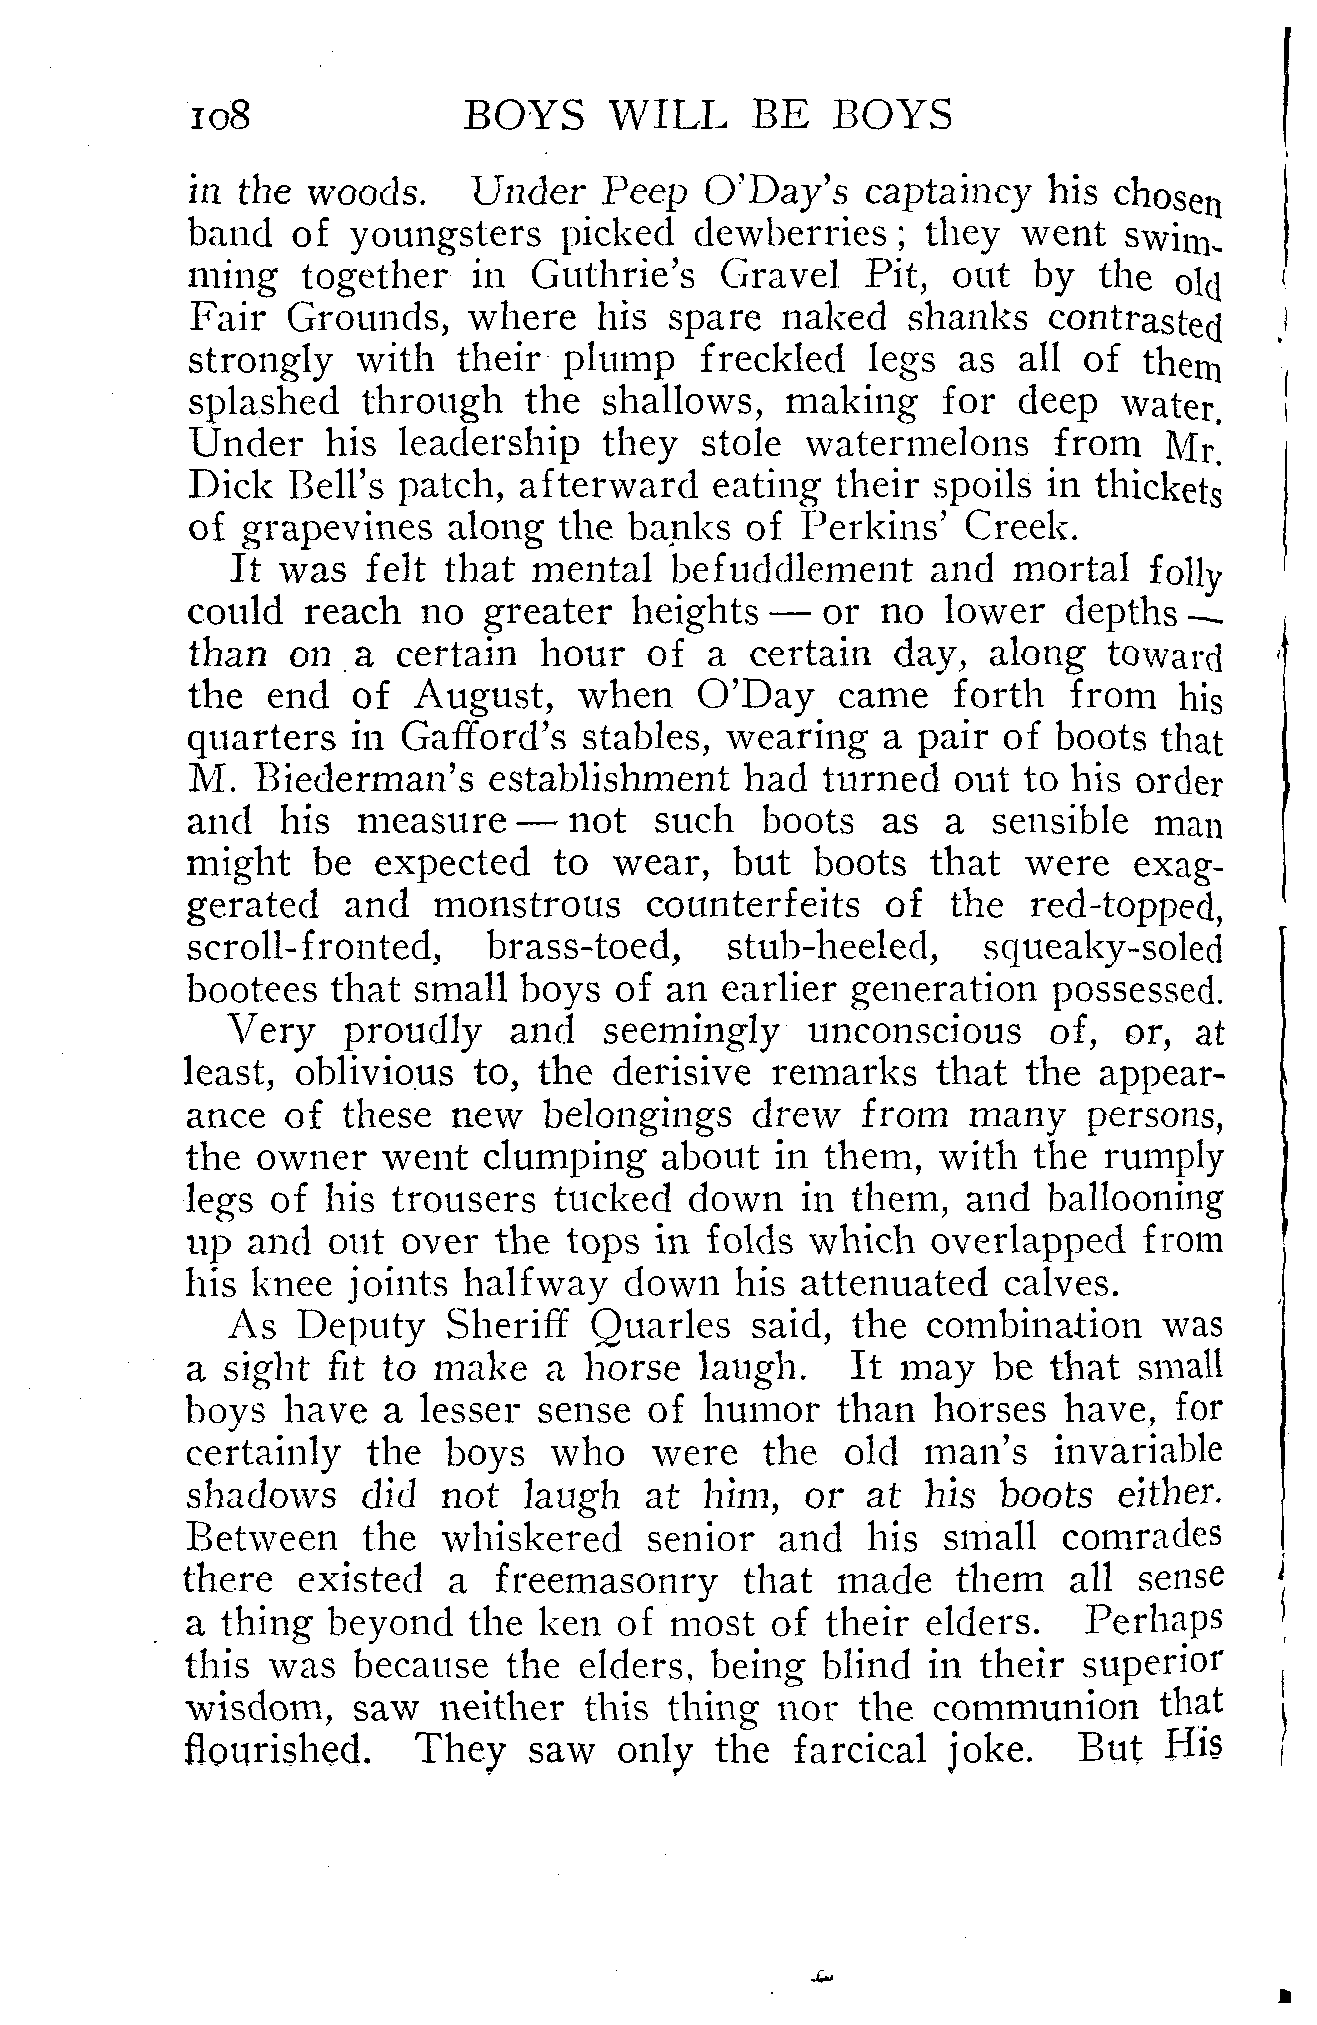 108 BOYS WILL BE BOYS
in the woods. Under Peep O'Day's captaincy his chosen
band of youngsters picked dewberries; they went swim-
ming together in Guthrie's Gravel Pit, out by the old
Fair Grounds, where his spare naked shanks contrasted
strongly with their plump freckled legs as all of them
splashed through the shallows, making for deep water.
Under his leadership they stole watermelons from Mr.
Dick Bell's patch, afterward eating their spoils in thickets
of grapevines along the banks of Perkins' Creek.
It was felt that mental befuddlement and mortal folly
could reach no greater heights — or no lower depths —
than on a certain hour of a certain day, along toward
the end of August, when O'Day came forth from his
quarters in Gafford's stables, wearing a pair of boots that
M. Biederman's establishment had turned out to his order
and his measure — not such boots as a sensible man
might be expected to wear, but boots that were exag-
gerated and monstrous counterfeits of the red-topped,
scroll-fronted, brass-toed, stub-heeled, squeaky-soled
bootees that small boys of an earlier generation possessed.
Very proudly and seemingly unconscious of, or, at
least, oblivious to, the derisive remarks that the appear-
ance of these new belongings drew from many persons,
the owner went clumping about in them, with the rumply
legs of his trousers tucked down in them, and ballooning
up and out over the tops in folds which overlapped from
his knee joints halfway down his attenuated calves.
As Deputy Sheriff Quarles said, the combination was
a sight fit to make a horse laugh. It may be that small
boys have a lesser sense of humor than horses have, for
certainly the boys who were the old man's invariable
shadows did not laugh at him, or at his boots either.
Between the whiskered senior and his small comrades
there existed a freemasonry that made them all sense
a thing beyond the ken of most of their elders. Perhaps
this was because the elders, being blind in their superior
wisdom, saw neither this thing nor the communion that
flourished. They saw only the farcical joke. But His